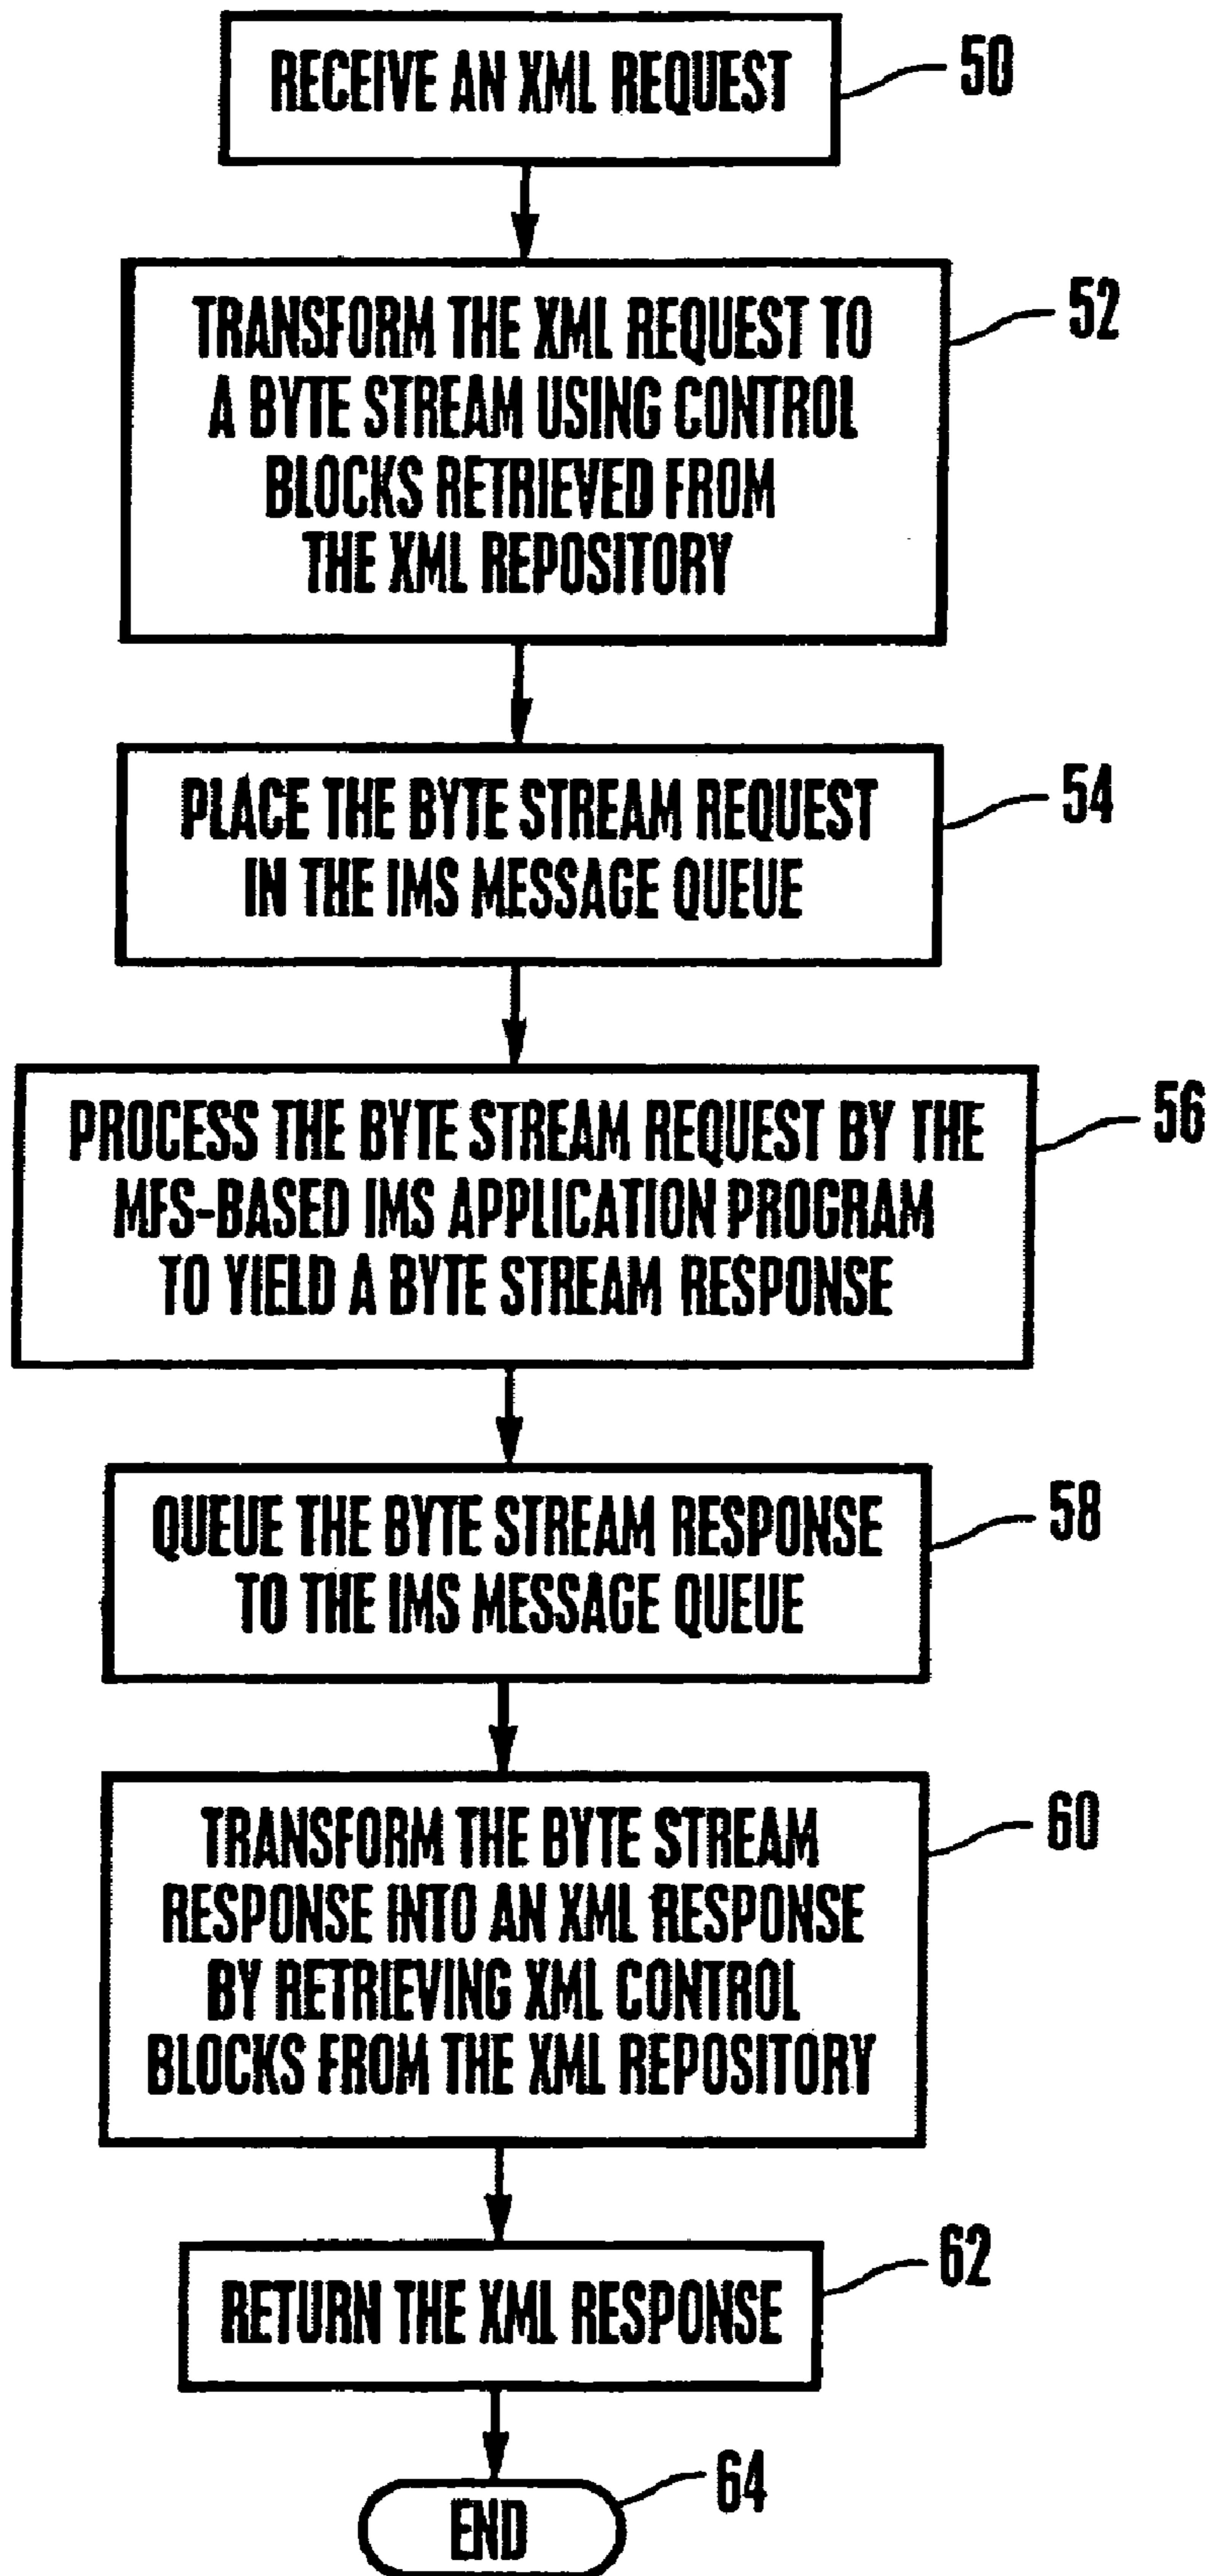 RECEIVE AN XML REQUEST
50
TRANSFORM THE XML REQUEST TO
A BYTE STREAM USING CONTROL
BLOCKS RETRIEVED FROM
THE XML REPOSITORY
52
PLACE THE BYTE STREAM REQUEST
IN THE IMS MESSAGE QUEUE
54
PROCESS THE BYTE STREAM REQUEST BY THE
MFS-BASED IMS APPLICATION PROGRAM
TO YIELD A BYTE STREAM RESPONSE
56
QUEUE THE BYTE STREAM RESPONSE
TO THE IMS MESSAGE QUEUE
58
TRANSFORM THE BYTE STREAM
RESPONSE INTO AN XML RESPONSE
BY RETRIEVING XML CONTROL
BLOCKS FROM THE XML REPOSITORY
60
RETURN THE XML RESPONSE
62
END
64